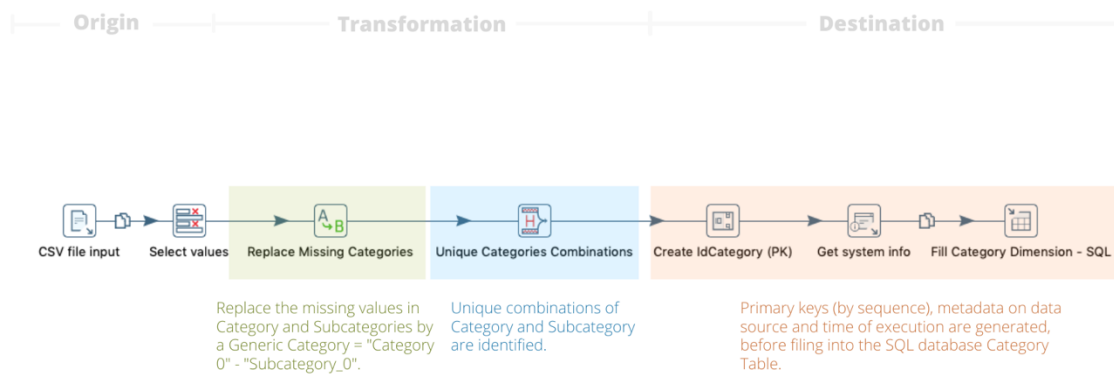 Origin
Transformation
Destination
A
B
H
CSV file input
Select values
Replace Missing Categories
Unique Categories Combinations
Create IdCategory (PK)
Get system info
Fill Category Dimension - SQL
Replace the missing values in
Category and Subcategories by
a Generic Category = "Category
0" - "Subcategory_0".
Unique combinations of
Category and Subcategory
are identified.
Primary keys (by sequence), metadata on data
source and time of execution are generated,
before filing into the SQL database Category
Table.